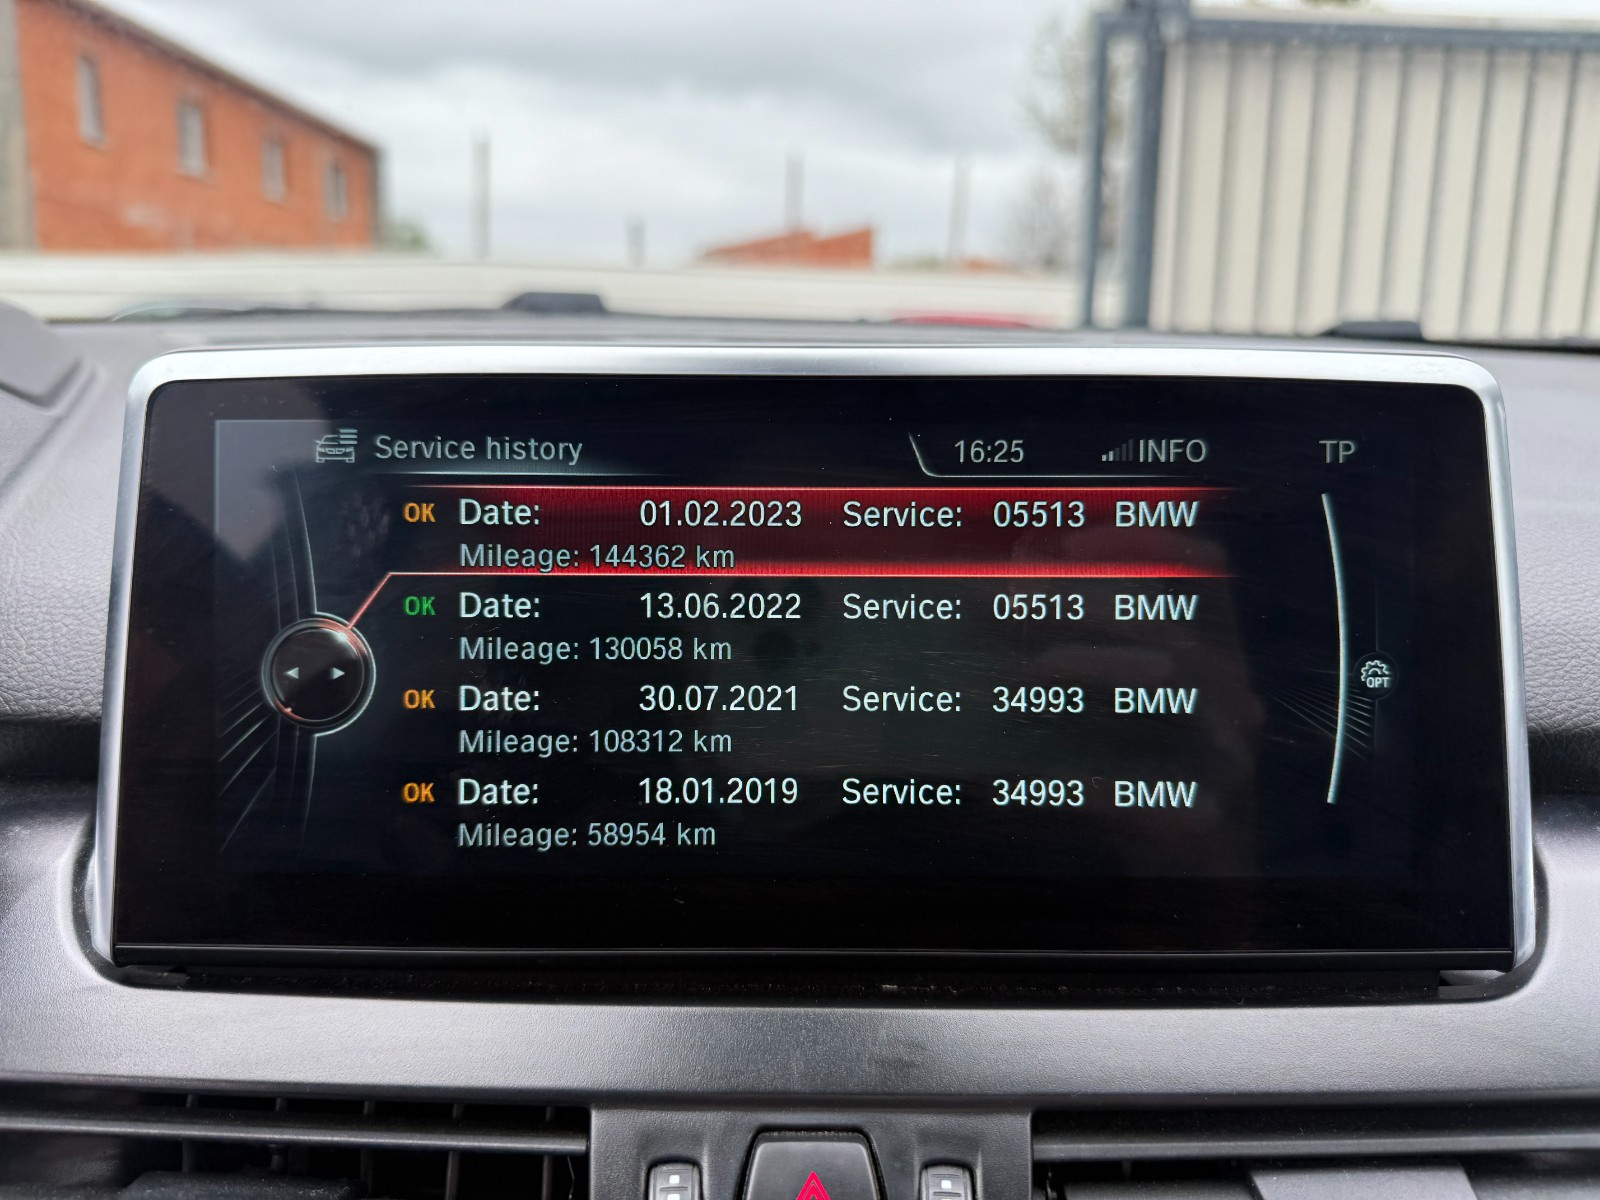 Service history 16:25 INFO TP
OK Date: 01.02.2023 Service: 05513 BMW
Mileage: 144362 km
OK Date: 13.06.2022 Service: 05513 BMW
Mileage: 130058 km
OPT
OK Date: 30.07.2021 Service: 34993 BMW
Mileage: 108312 km
OK Date: 18.01.2019 Service: 34993 BMW
Mileage: 58954 km